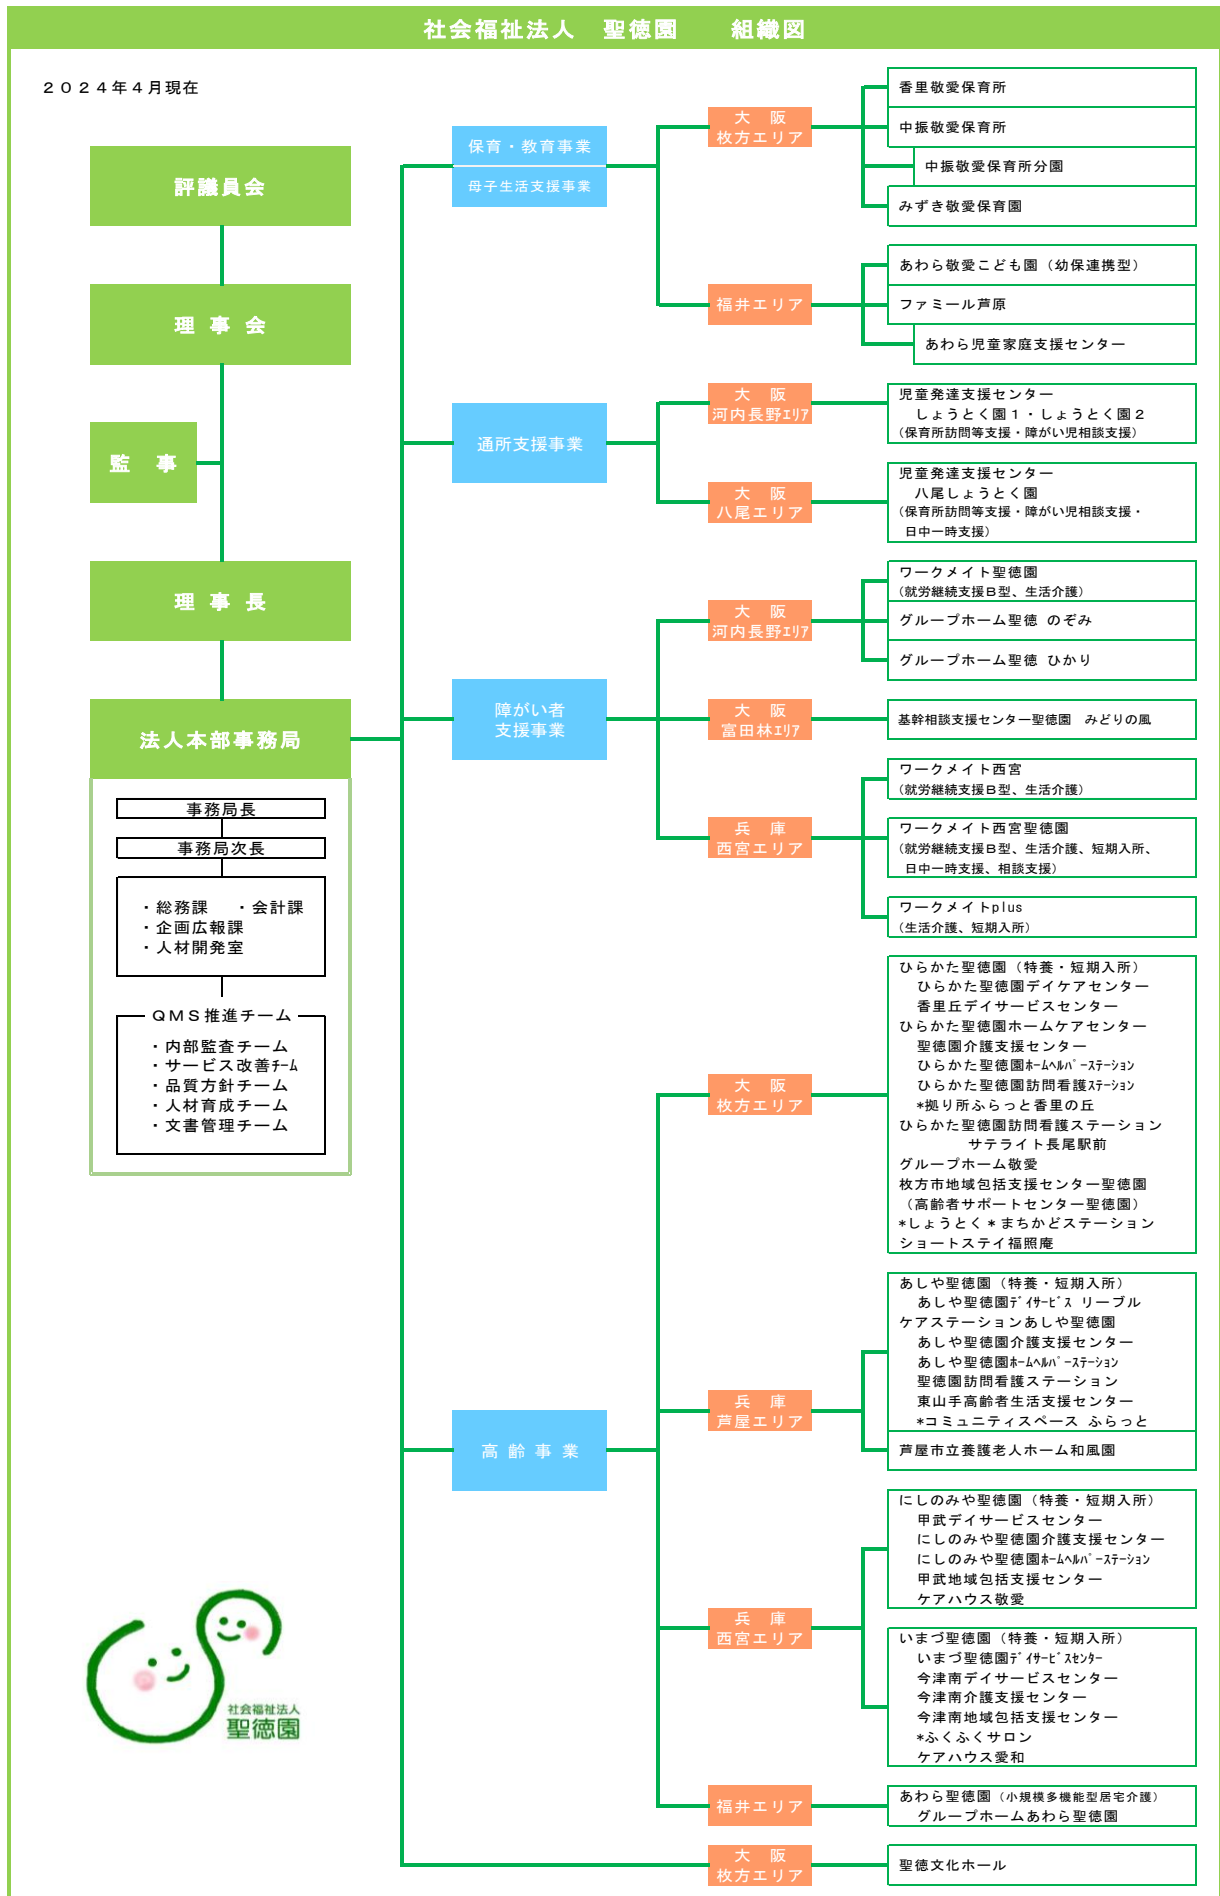 社会福祉法人　聖徳園　　組織図
２０２４年４月現在
評議員会
理 事 会
監　事
理 事 長
法人本部事務局
事務局長
事務局次長
・総務課　・会計課
・企画広報課
・人材開発室
ＱＭＳ推進チーム
・内部監査チーム
・サービス改善ﾁｰﾑ
・品質方針チーム
・人材育成チーム
・文書管理チーム
保育・教育事業
母子生活支援事業
大　阪
枚方エリア
香里敬愛保育所
中振敬愛保育所
中振敬愛保育所分園
みずき敬愛保育園
福井エリア
あわら敬愛こども園（幼保連携型）
ファミール芦原
あわら児童家庭支援センター
通所支援事業
大　阪
河内長野ｴﾘｱ
児童発達支援センター
しょうとく園１・しょうとく園２
（保育所訪問等支援・障がい児相談支援）
大　阪
八尾エリア
児童発達支援センター
八尾しょうとく園
（保育所訪問等支援・障がい児相談支援・
日中一時支援）
障がい者
支援事業
大　阪
河内長野ｴﾘｱ
ワークメイト聖徳園
（就労継続支援Ｂ型、生活介護）
グループホーム聖徳 のぞみ
グループホーム聖徳 ひかり
大　阪
富田林ｴﾘｱ
基幹相談支援センター聖徳園　みどりの風
兵　庫
西宮エリア
ワークメイト西宮
（就労継続支援Ｂ型、生活介護）
ワークメイト西宮聖徳園
（就労継続支援Ｂ型、生活介護、短期入所、
日中一時支援、相談支援）
ワークメイトplus
（生活介護、短期入所）
高 齢 事 業
大　阪
枚方エリア
ひらかた聖徳園（特養・短期入所）
ひらかた聖徳園デイケアセンター
香里丘デイサービスセンター
ひらかた聖徳園ホームケアセンター
聖徳園介護支援センター
ひらかた聖徳園ﾎｰﾑﾍﾙﾊﾟｰｽﾃｰｼｮﾝ
ひらかた聖徳園訪問看護ｽﾃｰｼｮﾝ
*拠り所ふらっと香里の丘
ひらかた聖徳園訪問看護ステーション
サテライト長尾駅前
グループホーム敬愛
枚方市地域包括支援センター聖徳園
（高齢者サポートセンター聖徳園）
*しょうとく＊まちかどステーション
ショートステイ福照庵
兵　庫
芦屋エリア
あしや聖徳園（特養・短期入所）
あしや聖徳園ﾃﾞｲｻｰﾋﾞｽ リーブル
ケアステーションあしや聖徳園
あしや聖徳園介護支援センター
あしや聖徳園ﾎｰﾑﾍﾙﾊﾟｰｽﾃｰｼｮﾝ
聖徳園訪問看護ステーション
東山手高齢者生活支援センター
*コミュニティスペース ふらっと
芦屋市立養護老人ホーム和風園
兵　庫
西宮エリア
にしのみや聖徳園（特養・短期入所）
甲武デイサービスセンター
にしのみや聖徳園介護支援センター
にしのみや聖徳園ﾎｰﾑﾍﾙﾊﾟｰｽﾃｰｼｮﾝ
甲武地域包括支援センター
ケアハウス敬愛
いまづ聖徳園（特養・短期入所）
いまづ聖徳園ﾃﾞｲｻｰﾋﾞｽｾﾝﾀｰ
今津南デイサービスセンター
今津南介護支援センター
今津南地域包括支援センター
*ふくふくサロン
ケアハウス愛和
福井エリア
あわら聖徳園（小規模多機能型居宅介護）
グループホームあわら聖徳園
大　阪
枚方エリア
聖徳文化ホール
社会福祉法人
聖徳園